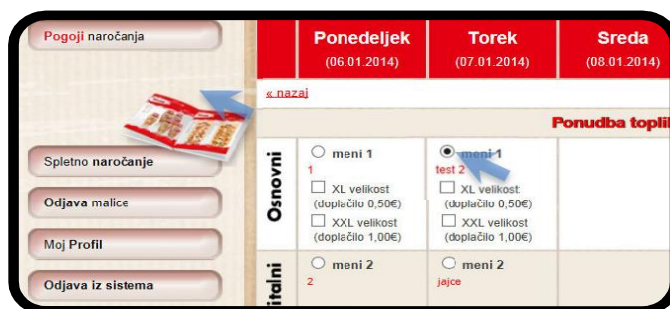 Pogoji naročanja
Spletno naročanje
Odjava malice
Moj Profil
Odjava iz sistema
Ponedeljek
(06.01.2014)
Torek
(07.01.2014)
Sreda
(08.01.2014)
« nazaj
Ponudba toplih
Osnovni
meni 1
1
XL velikost
(doplačilo 0,50€)
XXL velikost
(doplačilo 1,00€)
meni 1
test 2
XL velikost
(doplačilo 0,50€)
XXL velikost
(doplačilo 1,00€)
italni
meni 2
2
meni 2
jajce